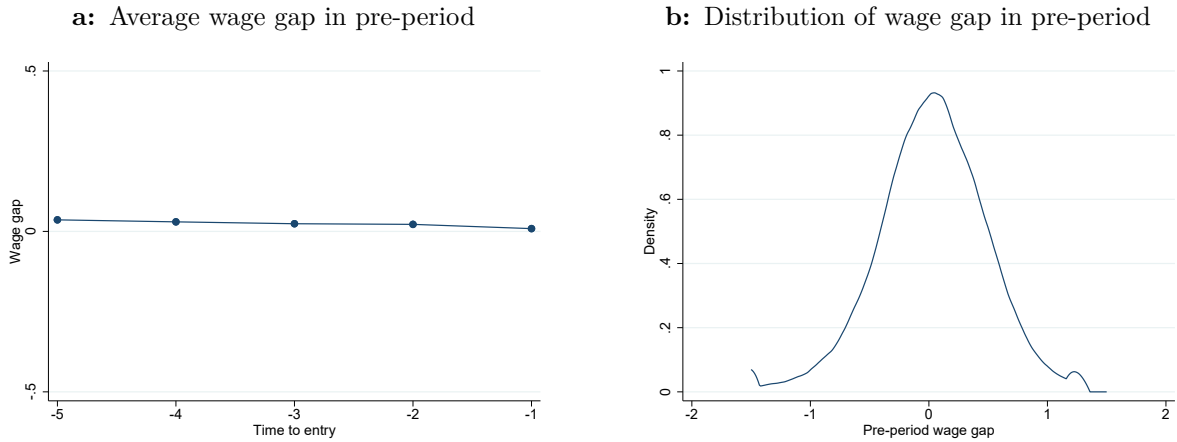 a: Average wage gap in pre-period
.5
0
-.5
Wage gap
-5 -4 -3 -2 -1
Time to entry
b: Distribution of wage gap in pre-period
1
.8
.6
.4
.2
0
Density
-2 -1 0 1 2
Pre-period wage gap